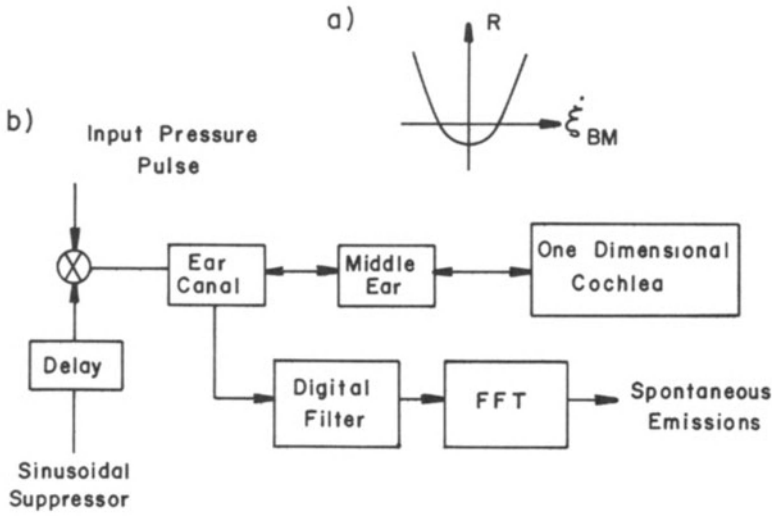 a)
R
ξ̇
BM
b)
Input Pressure
Pulse
Ear
Canal
Middle
Ear
One Dimensional
Cochlea
Delay
Digital
Filter
FFT
Spontaneous
Emissions
Sinusoidal
Suppressor